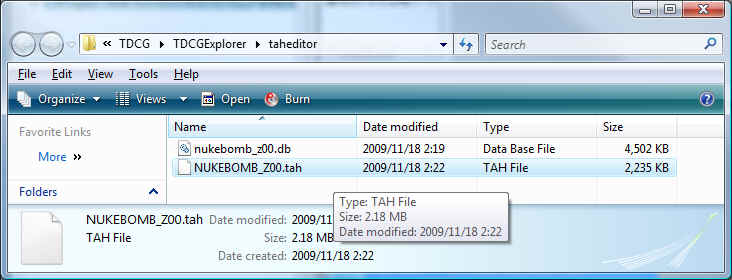 TDCG ▸ TDCGExplorer ▸ taheditor
Search
File Edit View Tools Help
Organize Views Open Burn
Favorite Links
More »
Folders
Name Date modified Type Size
nukebomb_z00.db 2009/11/18 2:19 Data Base File 4,502 KB
NUKEBOMB_Z00.tah 2009/11/18 2:22 TAH File 2,235 KB
Type: TAH File
Size: 2.18 MB
Date modified: 2009/11/18 2:22
NUKEBOMB_Z00.tah Date modified: 2009/11/18 2:22
TAH File Size: 2.18 MB
Date created: 2009/11/18 2:22